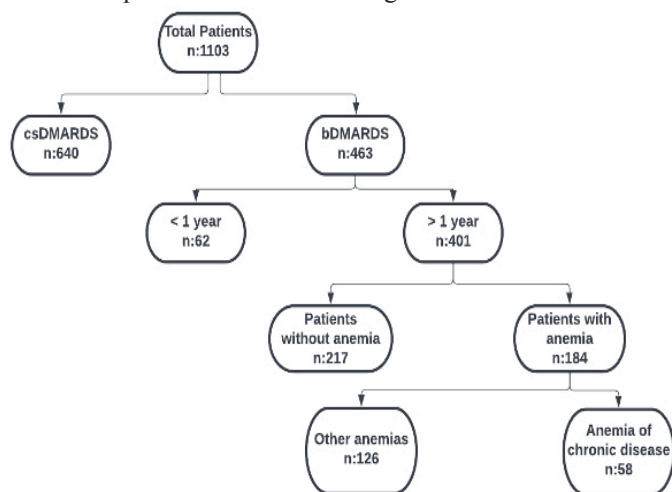 Total Patients
n:1103
csDMARDS
n:640
bDMARDS
n:463
< 1 year
n:62
> 1 year
n:401
Patients
without anemia
n:217
Patients with
anemia
n:184
Other anemias
n:126
Anemia of
chronic disease
n:58